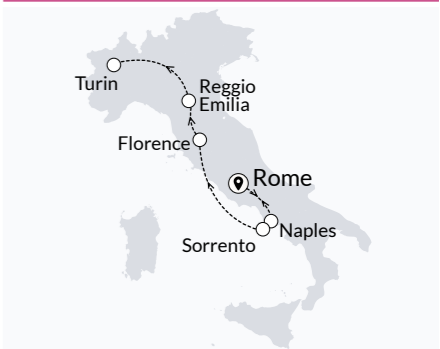 Turin
Reggio
Emilia
Florence
Rome
Naples
Sorrento